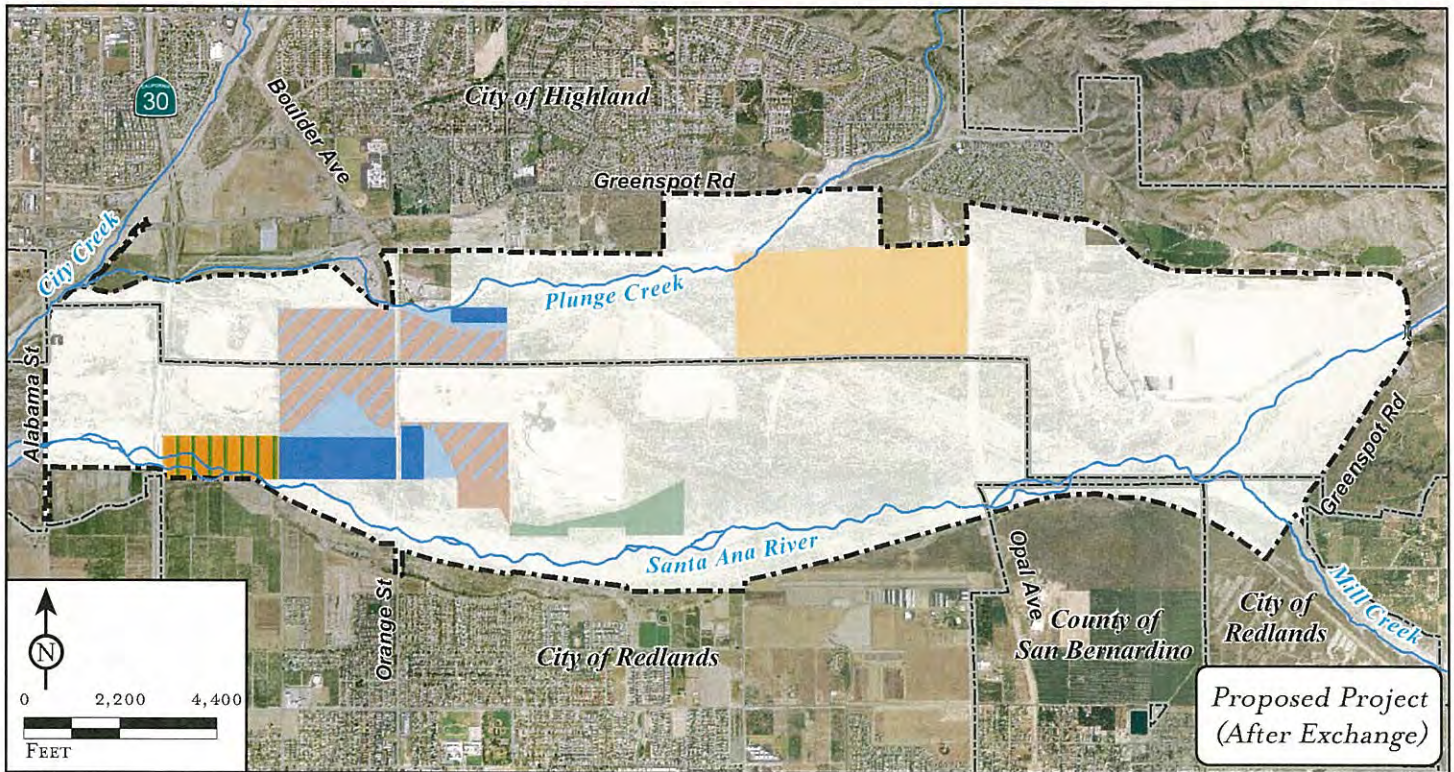 CALIFORNIA
30
Boulder Ave
City of Highland
Greenspot Rd
City Creek
Plunge Creek
Alabama St
Greenspot Rd
Santa Ana River
Orange St
Opal Ave
Mill Creek
City of Redlands
County of
San Bernardino
City of
Redlands
N
0 2,200 4,400
FEET
Proposed Project
(After Exchange)